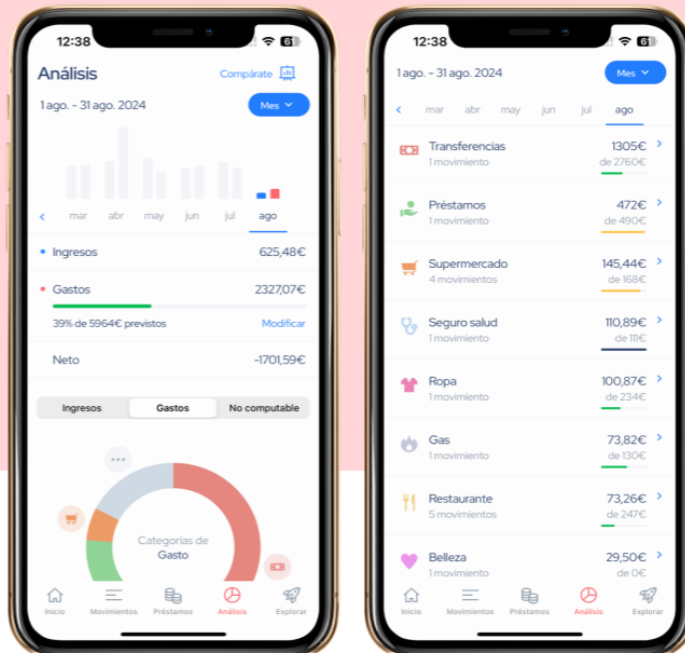 12:38
61
Análisis
Compárate
1 ago. - 31 ago. 2024
Mes
mar abr may jun jul ago
Ingresos 625,48€
Gastos 2327,07€
39% de 5964€ previstos Modificar
Neto -1701,59€
Ingresos Gastos No computable
Categorías de
Gasto
Inicio Movimientos Préstamos Análisis Explorar
12:38
61
1 ago. - 31 ago. 2024
Mes
mar abr may jun jul ago
Transferencias 1305€
1 movimiento de 2760€
Préstamos 472€
1 movimiento de 490€
Supermercado 145,44€
4 movimientos de 168€
Seguro salud 110,89€
1 movimiento de 111€
Ropa 100,87€
1 movimiento de 234€
Gas 73,82€
1 movimiento de 130€
Restaurante 73,26€
5 movimientos de 247€
Belleza 29,50€
1 movimiento de 0€
Inicio Movimientos Préstamos Análisis Explorar